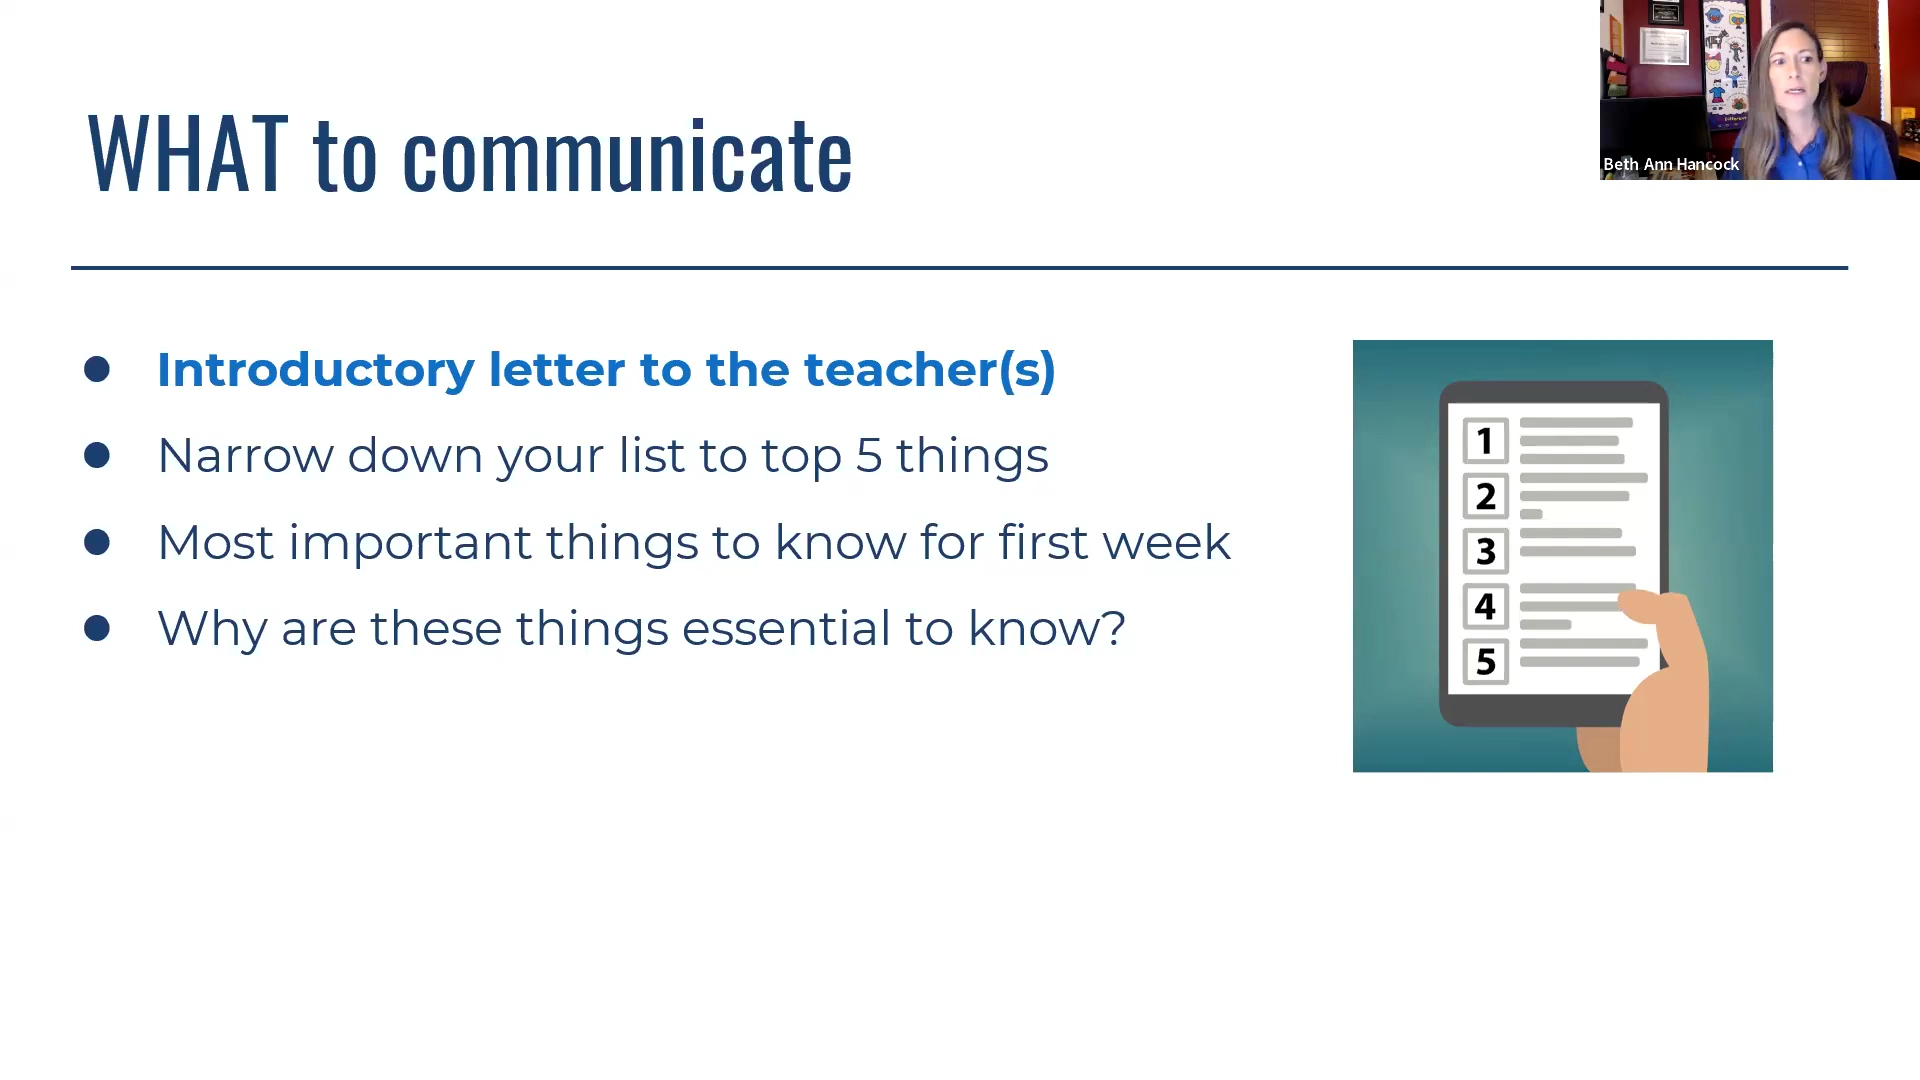 WHAT to communicate
Beth Ann Hancock
Introductory letter to the teacher(s)
Narrow down your list to top 5 things
Most important things to know for first week
Why are these things essential to know?
1
2
3
4
5